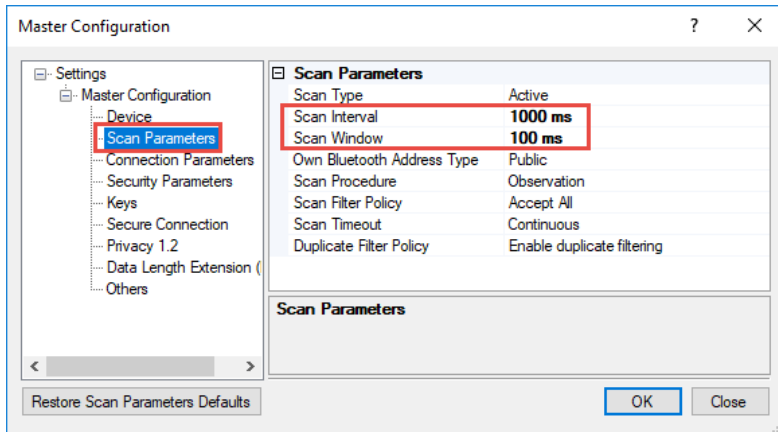 Master Configuration
? ×
Settings
Master Configuration
Device
Scan Parameters
Connection Parameters
Security Parameters
Keys
Secure Connection
Privacy 1.2
Data Length Extension (
Others
Scan Parameters
Scan Type Active
Scan Interval 1000 ms
Scan Window 100 ms
Own Bluetooth Address Type Public
Scan Procedure Observation
Scan Filter Policy Accept All
Scan Timeout Continuous
Duplicate Filter Policy Enable duplicate filtering
Scan Parameters
Restore Scan Parameters Defaults
OK
Close